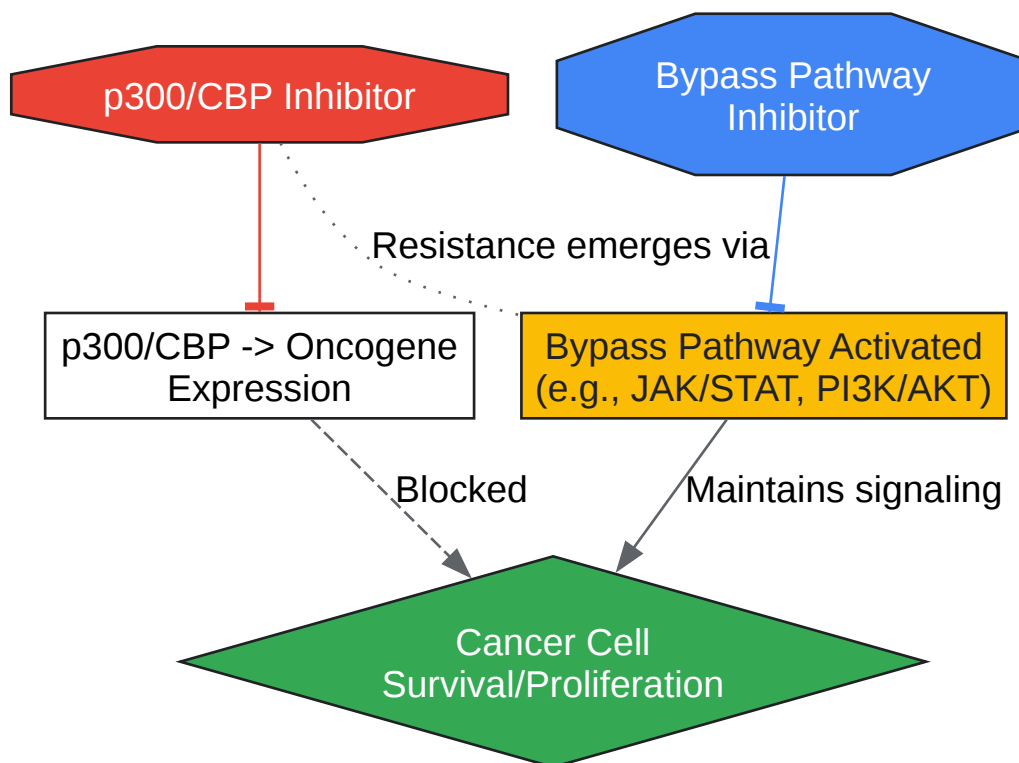 p300/CBP Inhibitor
Bypass Pathway
Inhibitor
Resistance emerges via
p300/CBP -> Oncogene
Expression
Bypass Pathway Activated
(e.g., JAK/STAT, PI3K/AKT)
Blocked
Maintains signaling
Cancer Cell
Survival/Proliferation